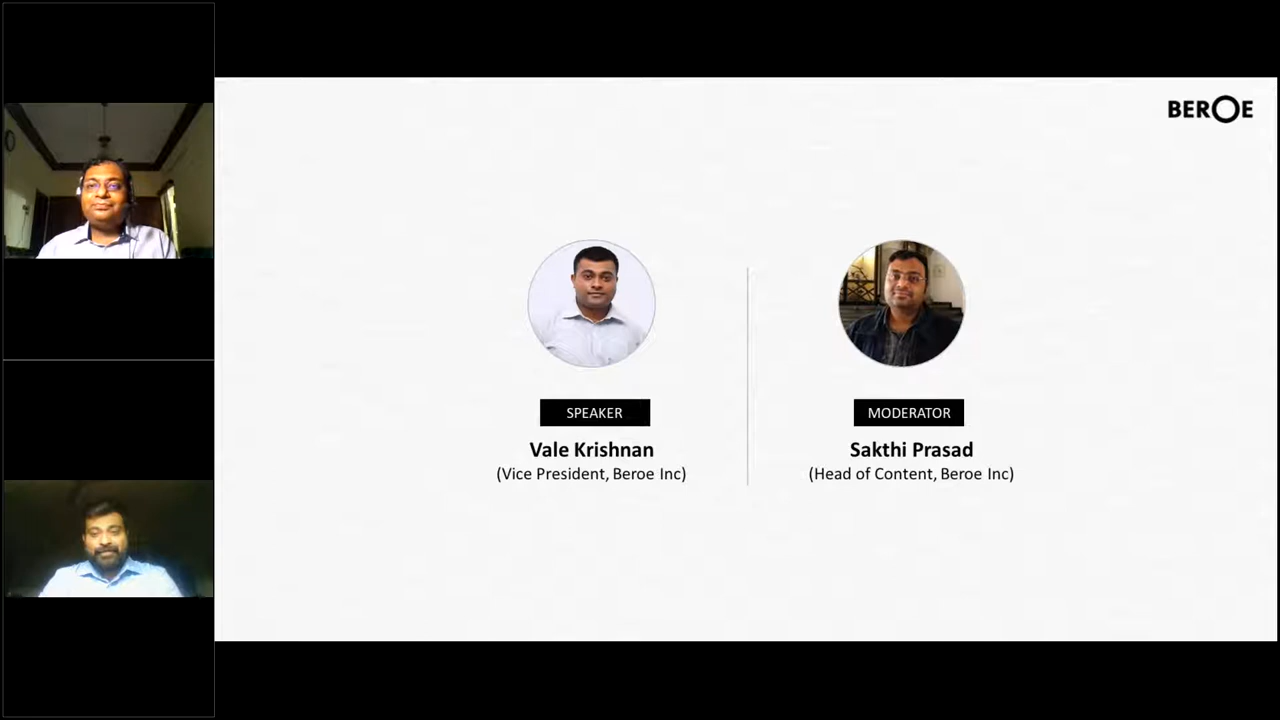 BEROE
SPEAKER
Vale Krishnan
(Vice President, Beroe Inc)
MODERATOR
Sakthi Prasad
(Head of Content, Beroe Inc)